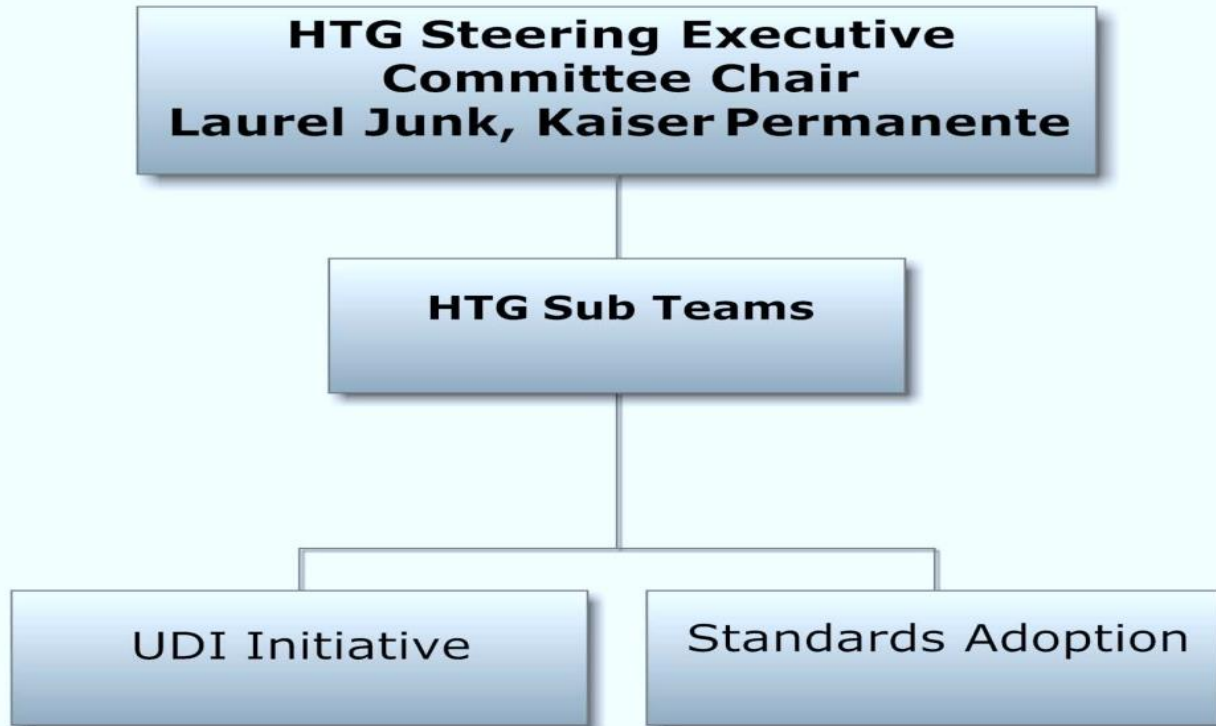 HTG Steering Executive
Committee Chair
Laurel Junk, Kaiser Permanente
HTG Sub Teams
UDI Initiative
Standards Adoption